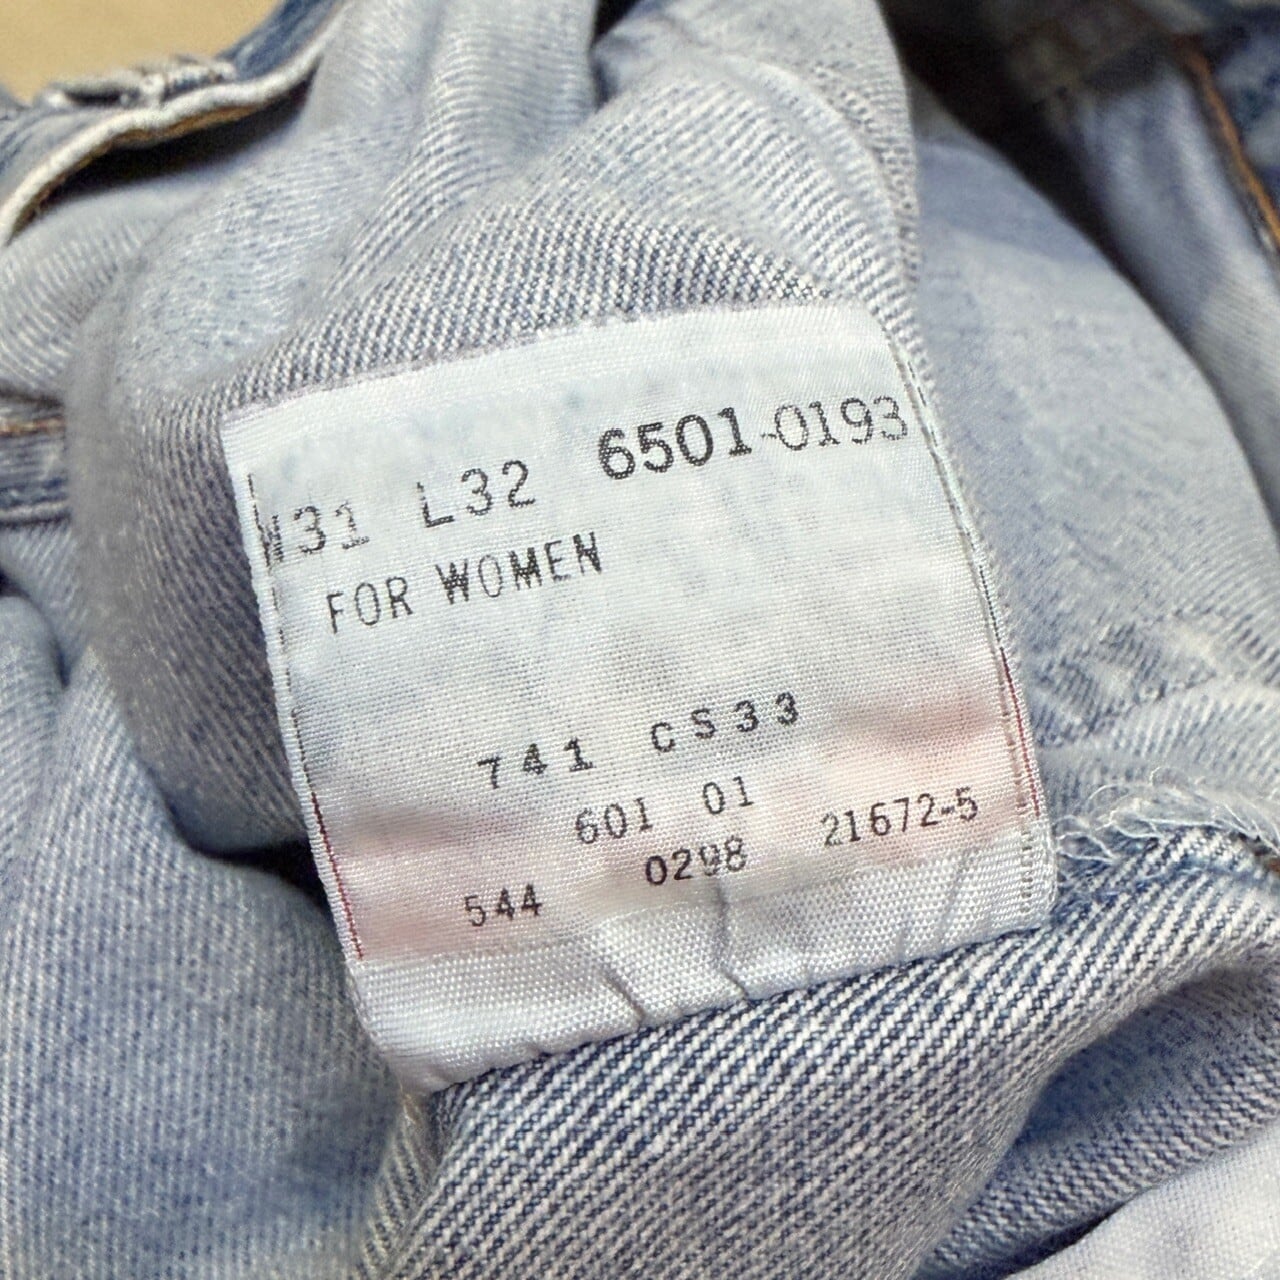 W31 L32 6501-0193
FOR WOMEN
741 CS33
601 01
544 0298 21672-5